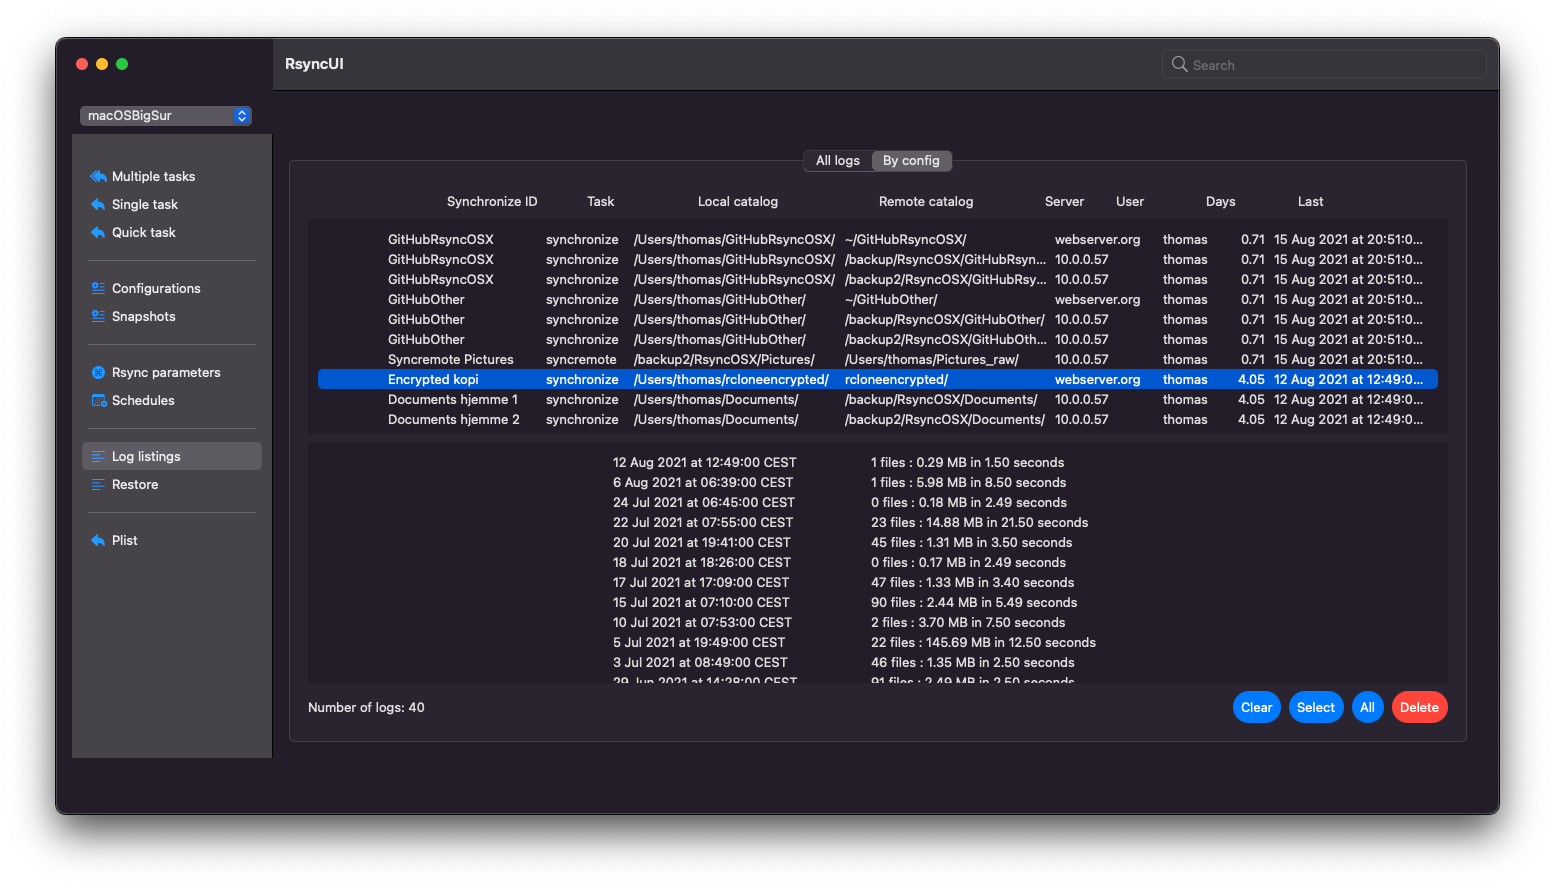 RsyncUI
Search
macOSBigSur
Multiple tasks
Single task
Quick task
Configurations
Snapshots
Rsync parameters
Schedules
Log listings
Restore
Plist
All logs By config
Synchronize ID Task Local catalog Remote catalog Server User Days Last
GitHubRsyncOSX synchronize /Users/thomas/GitHubRsyncOSX/ ~/GitHubRsyncOSX/ webserver.org thomas 0.71 15 Aug 2021 at 20:51:0...
GitHubRsyncOSX synchronize /Users/thomas/GitHubRsyncOSX/ /backup/RsyncOSX/GitHubRsyn... 10.0.0.57 thomas 0.71 15 Aug 2021 at 20:51:0...
GitHubRsyncOSX synchronize /Users/thomas/GitHubRsyncOSX/ /backup2/RsyncOSX/GitHubRsy... 10.0.0.57 thomas 0.71 15 Aug 2021 at 20:51:0...
GitHubOther synchronize /Users/thomas/GitHubOther/ ~/GitHubOther/ webserver.org thomas 0.71 15 Aug 2021 at 20:51:0...
GitHubOther synchronize /Users/thomas/GitHubOther/ /backup/RsyncOSX/GitHubOther/ 10.0.0.57 thomas 0.71 15 Aug 2021 at 20:51:0...
GitHubOther synchronize /Users/thomas/GitHubOther/ /backup2/RsyncOSX/GitHubOth... 10.0.0.57 thomas 0.71 15 Aug 2021 at 20:51:0...
Syncremote Pictures syncremote /backup2/RsyncOSX/Pictures/ /Users/thomas/Pictures_raw/ 10.0.0.57 thomas 0.71 15 Aug 2021 at 20:51:0...
Encrypted kopi synchronize /Users/thomas/rcloneencrypted/ rcloneencrypted/ webserver.org thomas 4.05 12 Aug 2021 at 12:49:0...
Documents hjemme 1 synchronize /Users/thomas/Documents/ /backup/RsyncOSX/Documents/ 10.0.0.57 thomas 4.05 12 Aug 2021 at 12:49:0...
Documents hjemme 2 synchronize /Users/thomas/Documents/ /backup2/RsyncOSX/Documents/ 10.0.0.57 thomas 4.05 12 Aug 2021 at 12:49:0...
12 Aug 2021 at 12:49:00 CEST 1 files : 0.29 MB in 1.50 seconds
6 Aug 2021 at 06:39:00 CEST 1 files : 5.98 MB in 8.50 seconds
24 Jul 2021 at 06:45:00 CEST 0 files : 0.18 MB in 2.49 seconds
22 Jul 2021 at 07:55:00 CEST 23 files : 14.88 MB in 21.50 seconds
20 Jul 2021 at 19:41:00 CEST 45 files : 1.31 MB in 3.50 seconds
18 Jul 2021 at 18:26:00 CEST 0 files : 0.17 MB in 2.49 seconds
17 Jul 2021 at 17:09:00 CEST 47 files : 1.33 MB in 3.40 seconds
15 Jul 2021 at 07:10:00 CEST 90 files : 2.44 MB in 5.49 seconds
10 Jul 2021 at 07:53:00 CEST 2 files : 3.70 MB in 7.50 seconds
5 Jul 2021 at 19:49:00 CEST 22 files : 145.69 MB in 12.50 seconds
3 Jul 2021 at 08:49:00 CEST 46 files : 1.35 MB in 2.50 seconds
29 Jun 2021 at 14:28:00 CEST 91 files : 2.49 MB in 2.50 seconds
Number of logs: 40
Clear Select All Delete